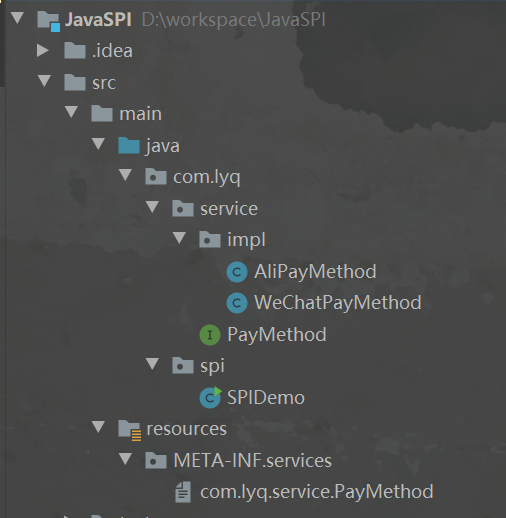 JavaSPI D:\workspace\JavaSPI
.idea
src
main
java
com.lyq
service
impl
C AliPayMethod
C WeChatPayMethod
I PayMethod
spi
C SPIDemo
resources
META-INF.services
com.lyq.service.PayMethod